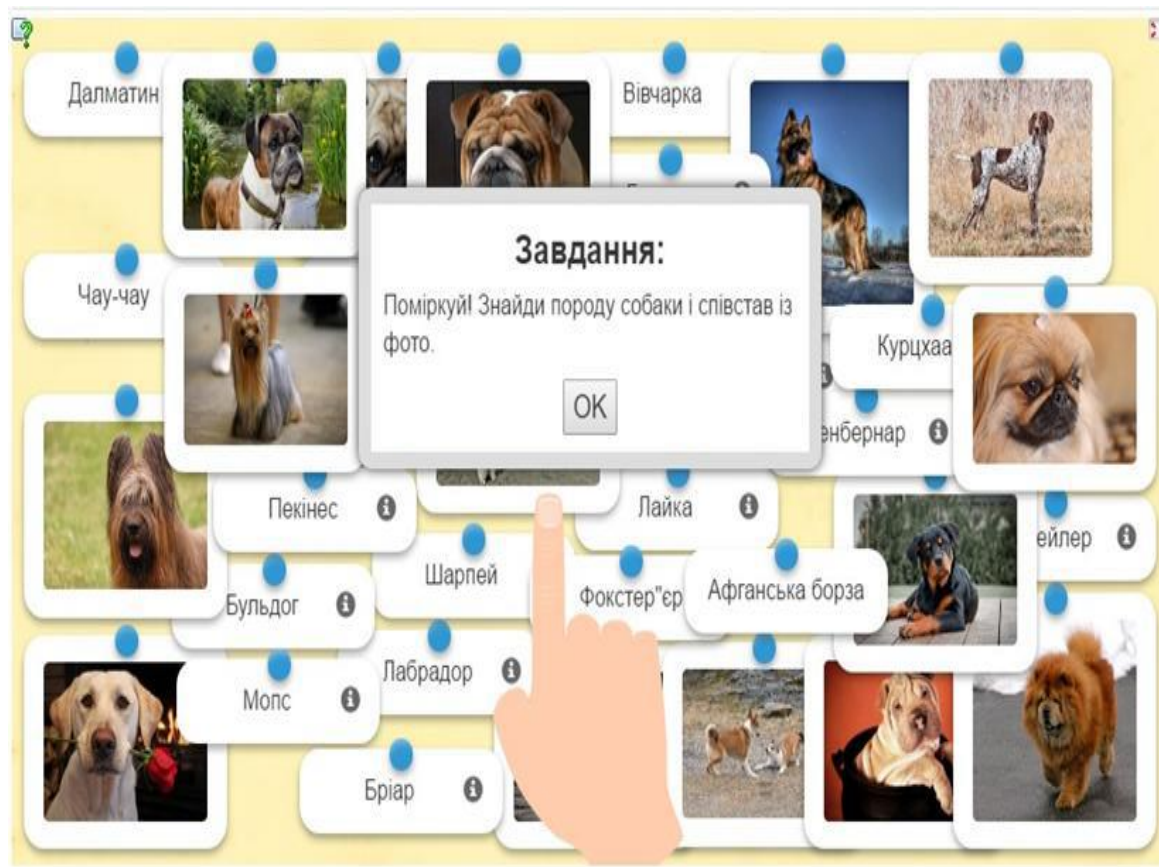 Далматин
Вівчарка
Завдання:
Поміркуй! Знайди породу собаки і співстав із
фото.
OK
Чау-чау
Курцхаа
енбернар
Пекінес
Лайка
ейлер
Шарпей
Бульдог
Фокстер"єр
Афганська борза
Лабрадор
Мопс
Бріар